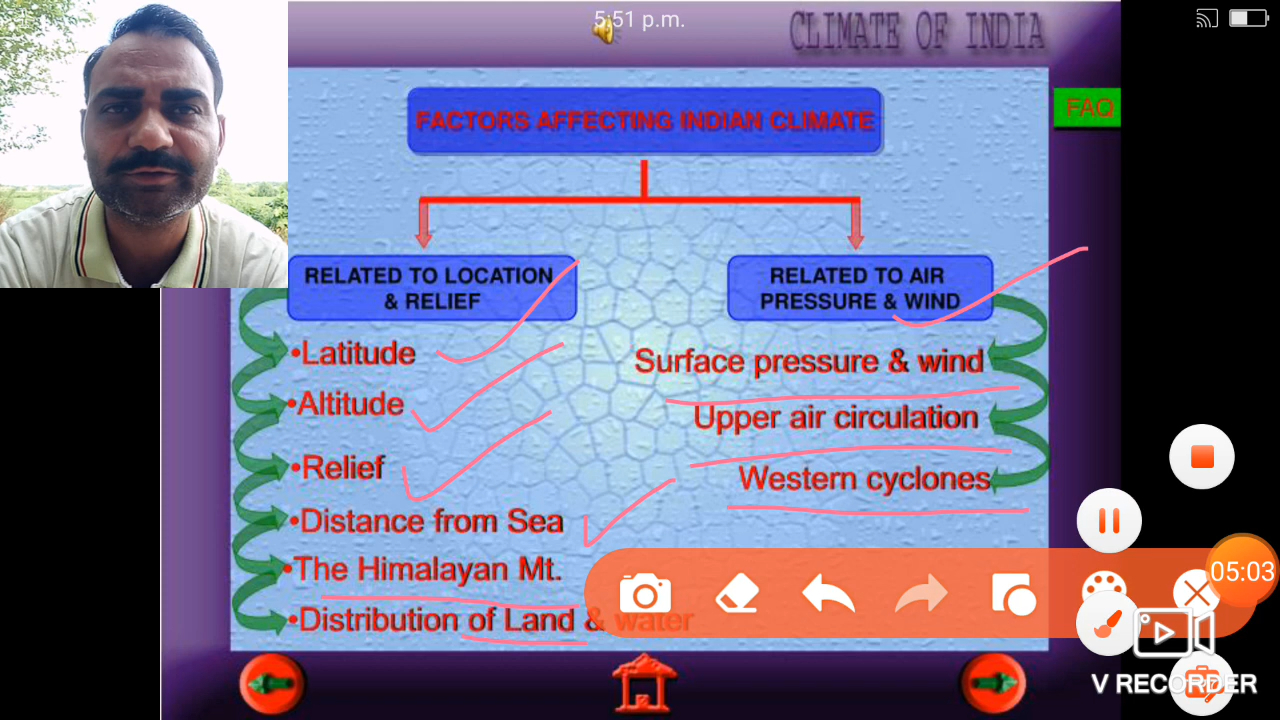 5:51 p.m.
CLIMATE OF INDIA
FAQ
FACTORS AFFECTING INDIAN CLIMATE
RELATED TO LOCATION
& RELIEF
•Latitude
•Altitude
•Relief
•Distance from Sea
•The Himalayan Mt.
•Distribution of Land & water
RELATED TO AIR
PRESSURE & WIND
Surface pressure & wind
Upper air circulation
Western cyclones
05:03
V RECORDER